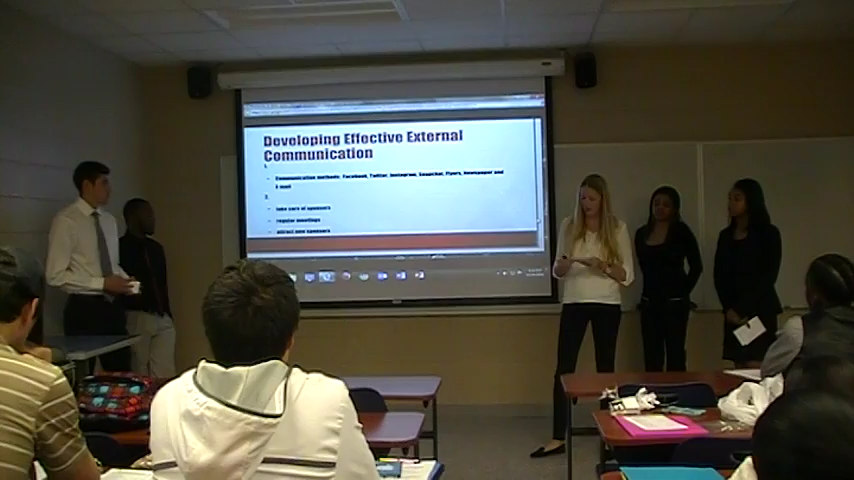 Developing Effective External
Communication
1.
- Communication methods: Facebook, Twitter, Instagram, Snapchat, Flyers, Newspaper and
E-mail
2.
- take care of sponsors
- regular meetings
- attract new sponsors